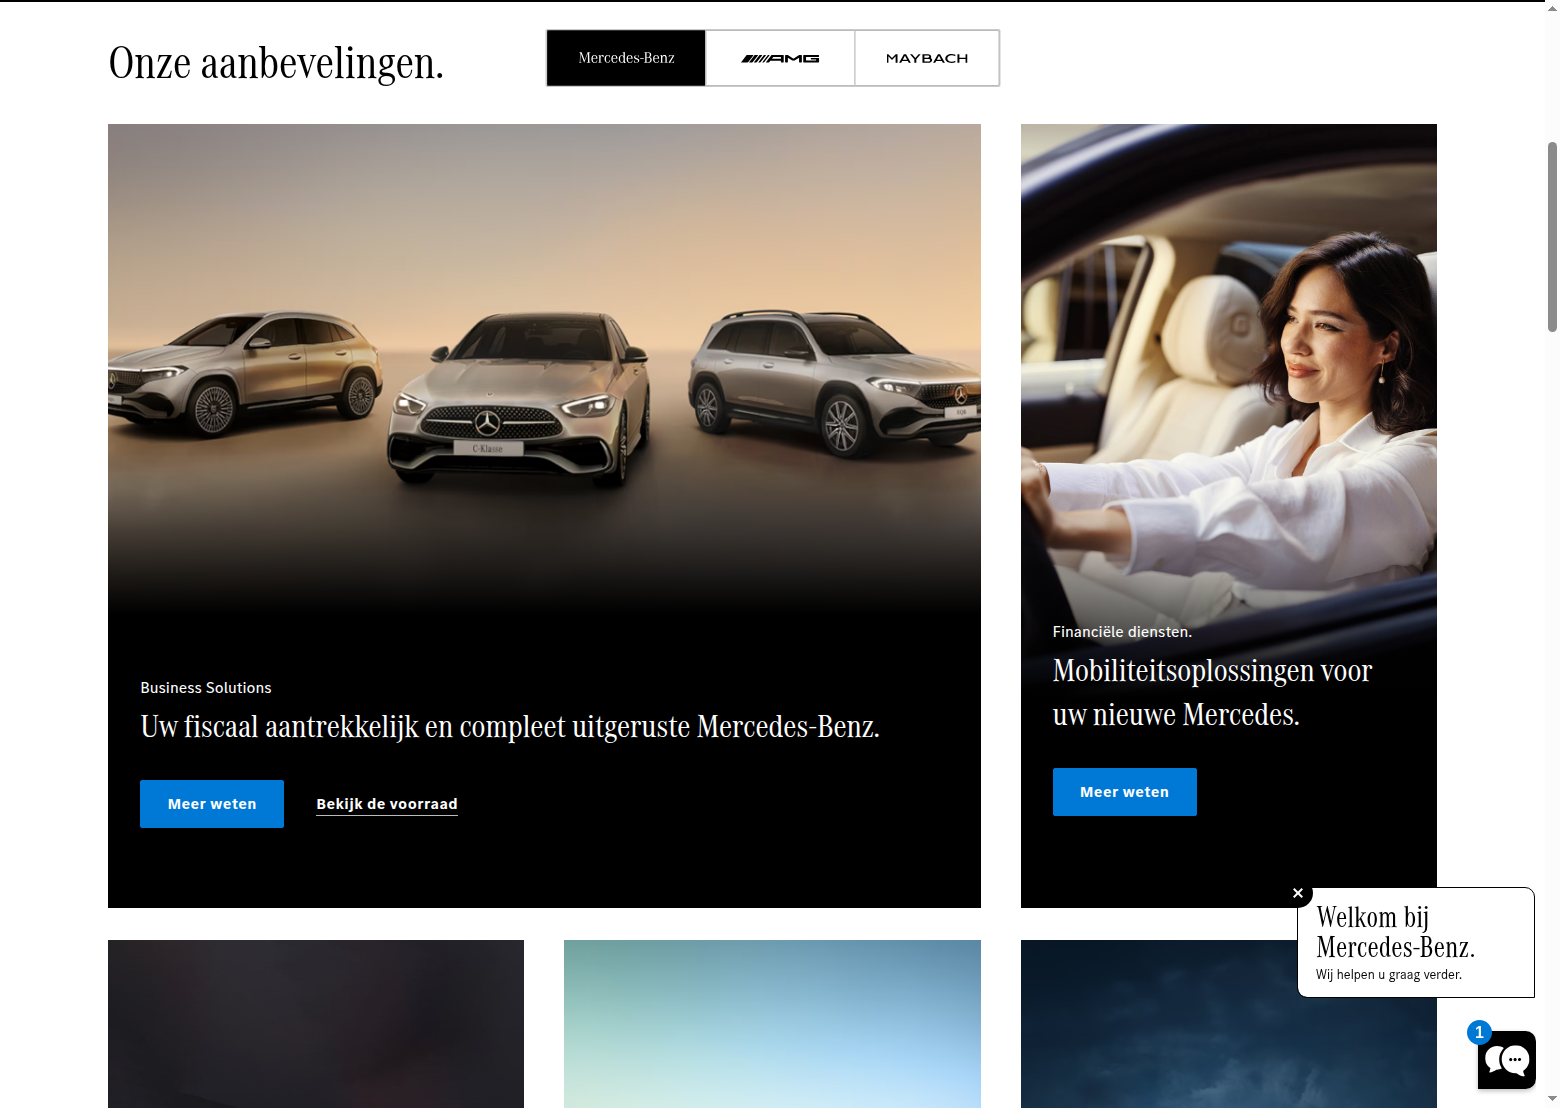 Onze aanbevelingen.
Mercedes-Benz
AMG
MAYBACH
C-Klasse
EQB
Business Solutions
Uw fiscaal aantrekkelijk en compleet uitgeruste Mercedes-Benz.
Meer weten
Bekijk de voorraad
Financiële diensten.
Mobiliteitsoplossingen voor
uw nieuwe Mercedes.
Meer weten
Welkom bij
Mercedes-Benz.
Wij helpen u graag verder.
1